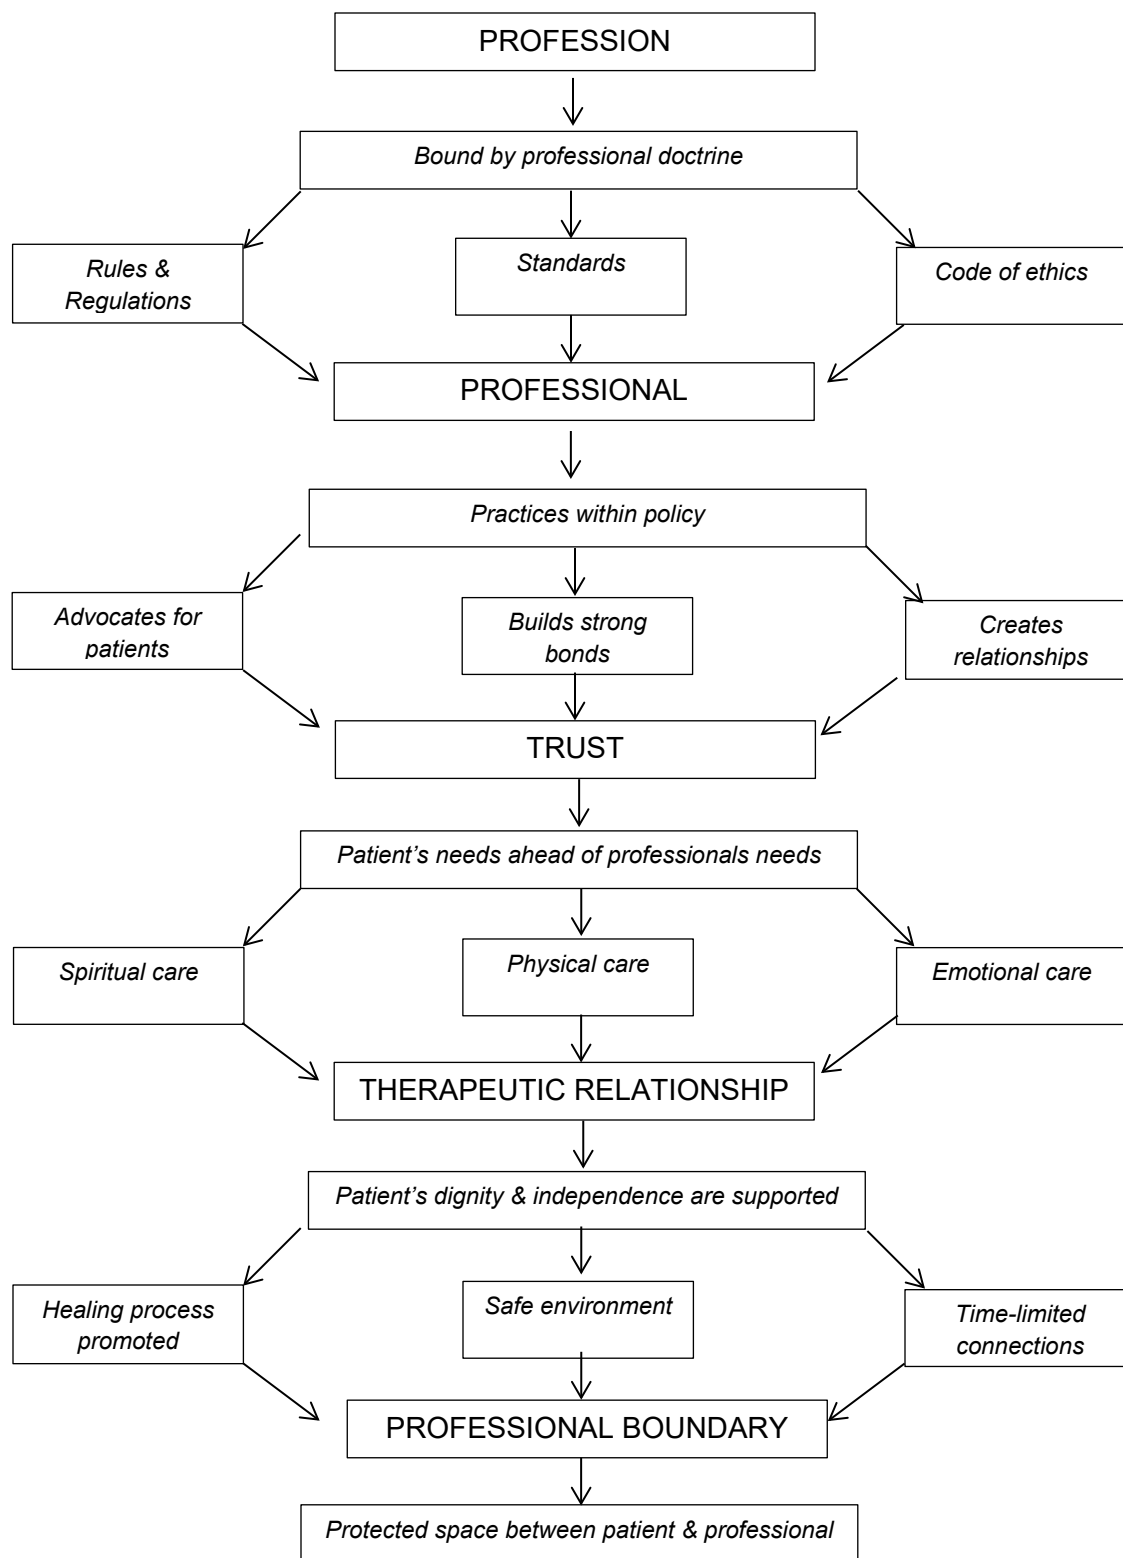 PROFESSION
Bound by professional doctrine
Rules &
Regulations
Standards
Code of ethics
PROFESSIONAL
Practices within policy
Advocates for
patients
Builds strong
bonds
Creates
relationships
TRUST
Patient’s needs ahead of professionals needs
Spiritual care
Physical care
Emotional care
THERAPEUTIC RELATIONSHIP
Patient’s dignity & independence are supported
Healing process
promoted
Safe environment
Time-limited
connections
PROFESSIONAL BOUNDARY
Protected space between patient & professional